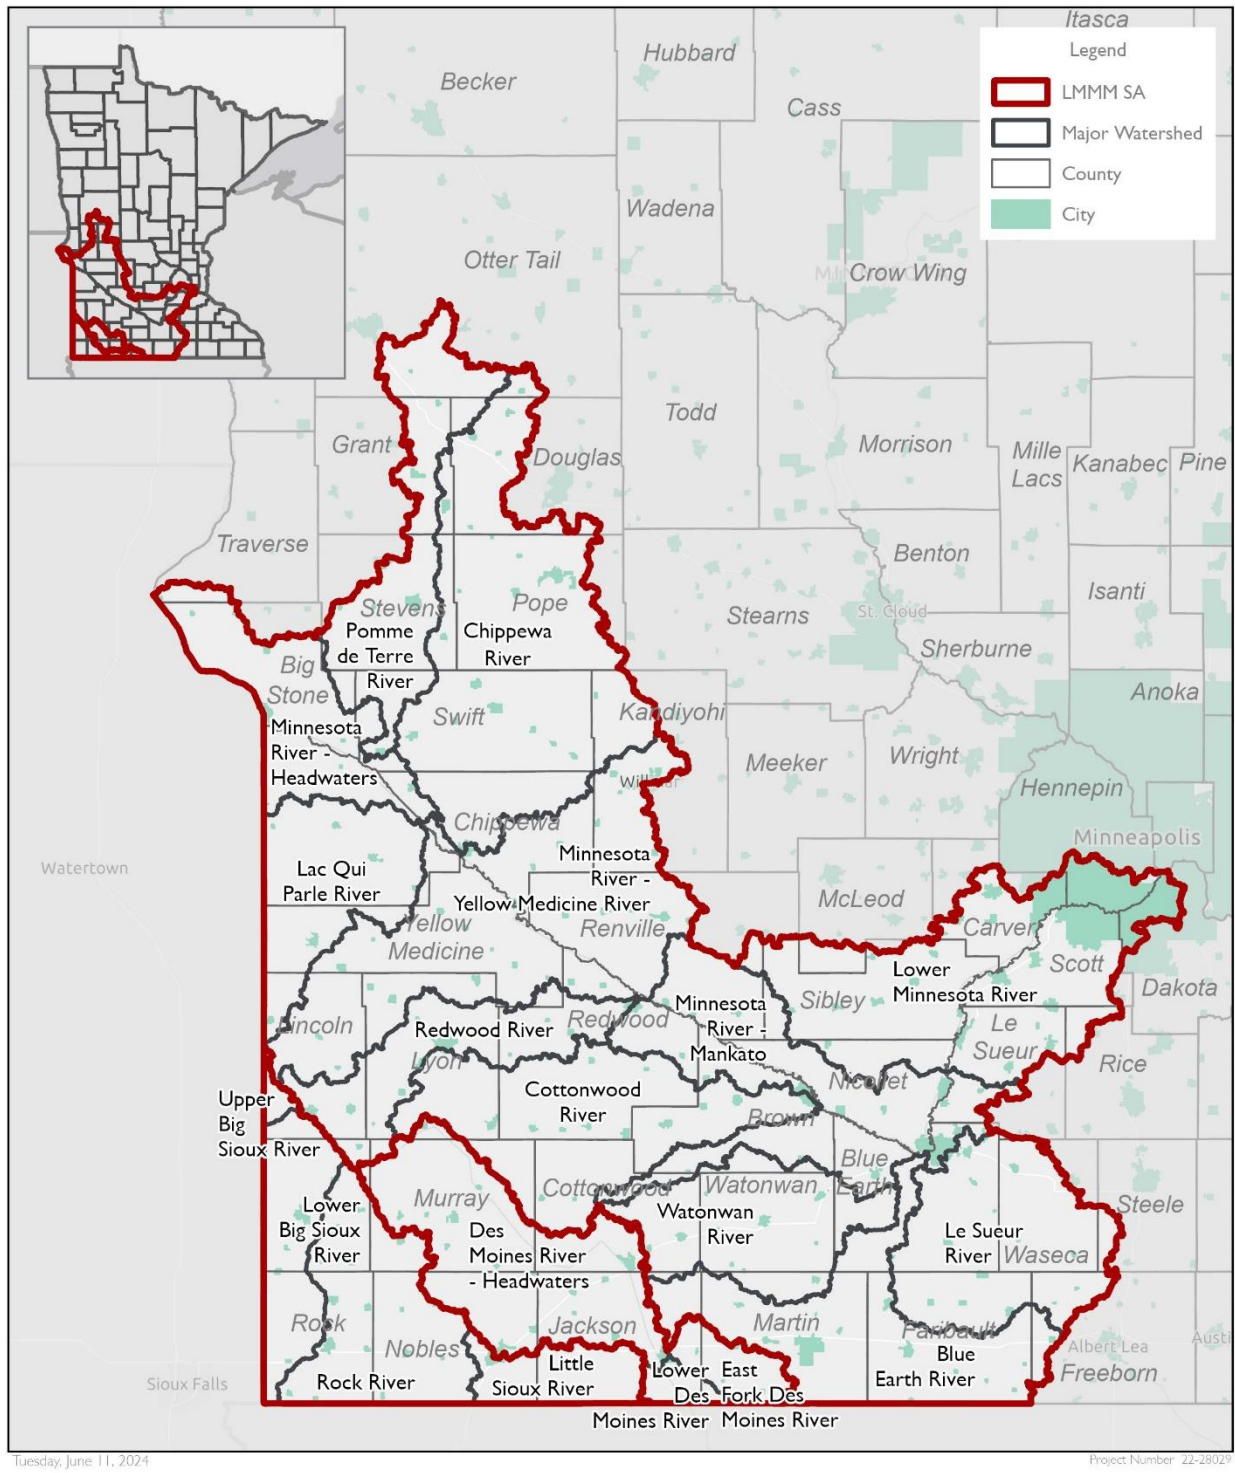 Itasca
Hubbard
Becker
Cass
Legend
LMMM SA
Major Watershed
County
City
Wadena
Otter Tail
Crow Wing
Todd
Grant
Douglas
Morrison
Mille
Lacs
Kanabec
Pine
Traverse
Benton
Isanti
Stevens
Pope
Stearns
St. Cloud
Pomme
de Terre
River
Chippewa
River
Sherburne
Big
Stone
Anoka
Swift
Kandiyohi
Minnesota
River -
Headwaters
Meeker
Wright
Willmar
Hennepin
Chippewa
Minneapolis
Watertown
Lac Qui
Parle River
Minnesota
River -
Yellow Medicine River
McLeod
Yellow
Medicine
Renville
Carver
Scott
Lower
Minnesota River
Dakota
Sibley
Minnesota
River -
Mankato
Lincoln
Redwood River
Redwood
Le
Sueur
Lyon
Rice
Cottonwood
River
Nicollet
Upper
Big
Sioux River
Brown
Blue
Earth
Murray
Cottonwood
Watonwan
Steele
Lower
Big Sioux
River
Des
Moines River
- Headwaters
Watonwan
River
Le Sueur
River
Waseca
Rock
Nobles
Jackson
Martin
Faribault
Albert Lea
Austi
Freeborn
Sioux Falls
Rock River
Little
Sioux River
Lower
Des
Moines River
East
Fork Des
Moines River
Blue
Earth River
Tuesday, June 11, 2024
Project Number 22-28029